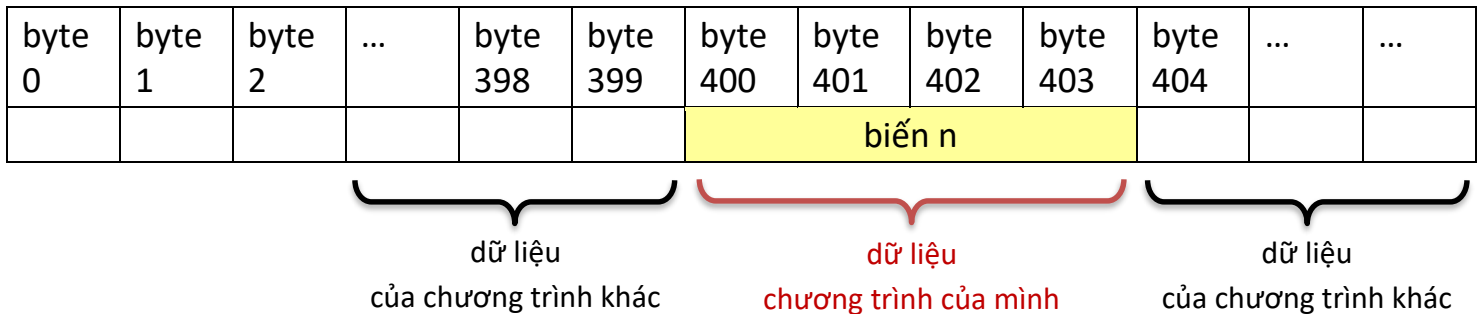 byte 0 byte 1 byte 2 … byte 398 byte 399 byte 400 byte 401 byte 402 byte 403 byte 404 … …
biến n
dữ liệu
của chương trình khác
dữ liệu
chương trình của mình
dữ liệu
của chương trình khác